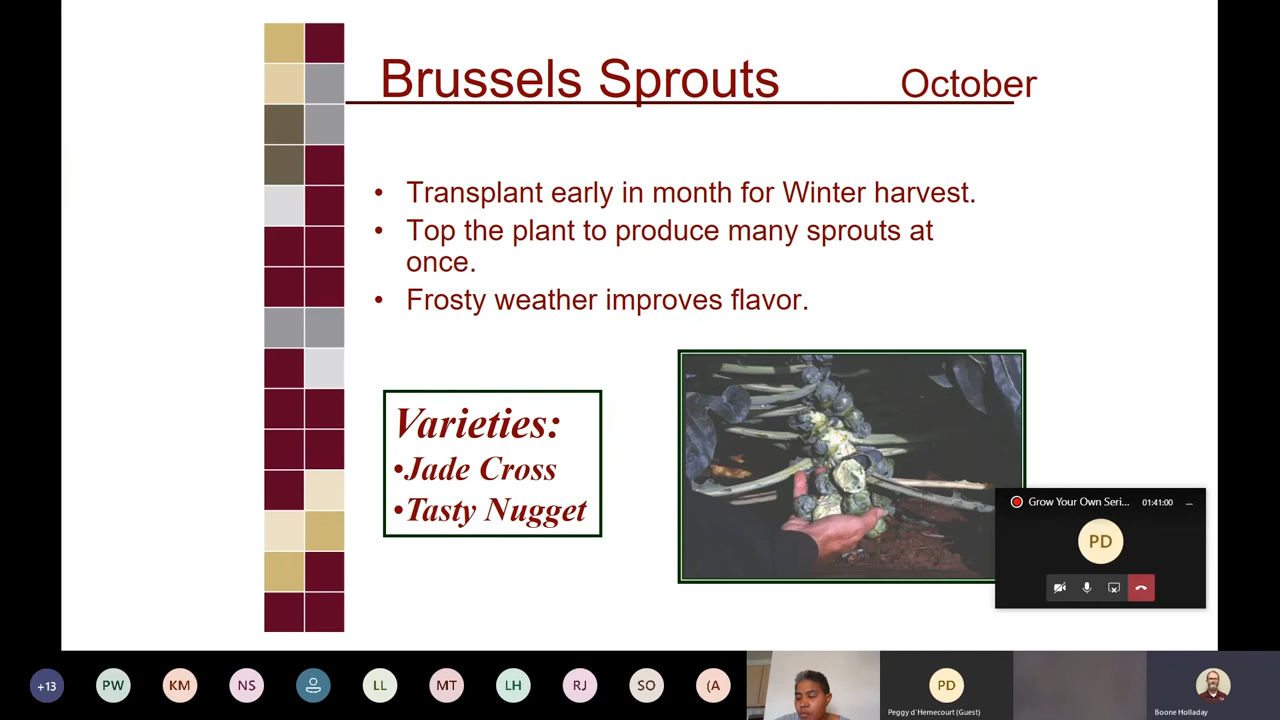 Brussels Sprouts
October
• Transplant early in month for Winter harvest.
• Top the plant to produce many sprouts at
once.
• Frosty weather improves flavor.
Varieties:
•Jade Cross
•Tasty Nugget
Grow Your Own Seri...
01:41:00
PD
+13
PW
KM
NS
LL
MT
LH
RJ
SO
(A
PD
Peggy d'Hemecourt (Guest)
Boone Holladay